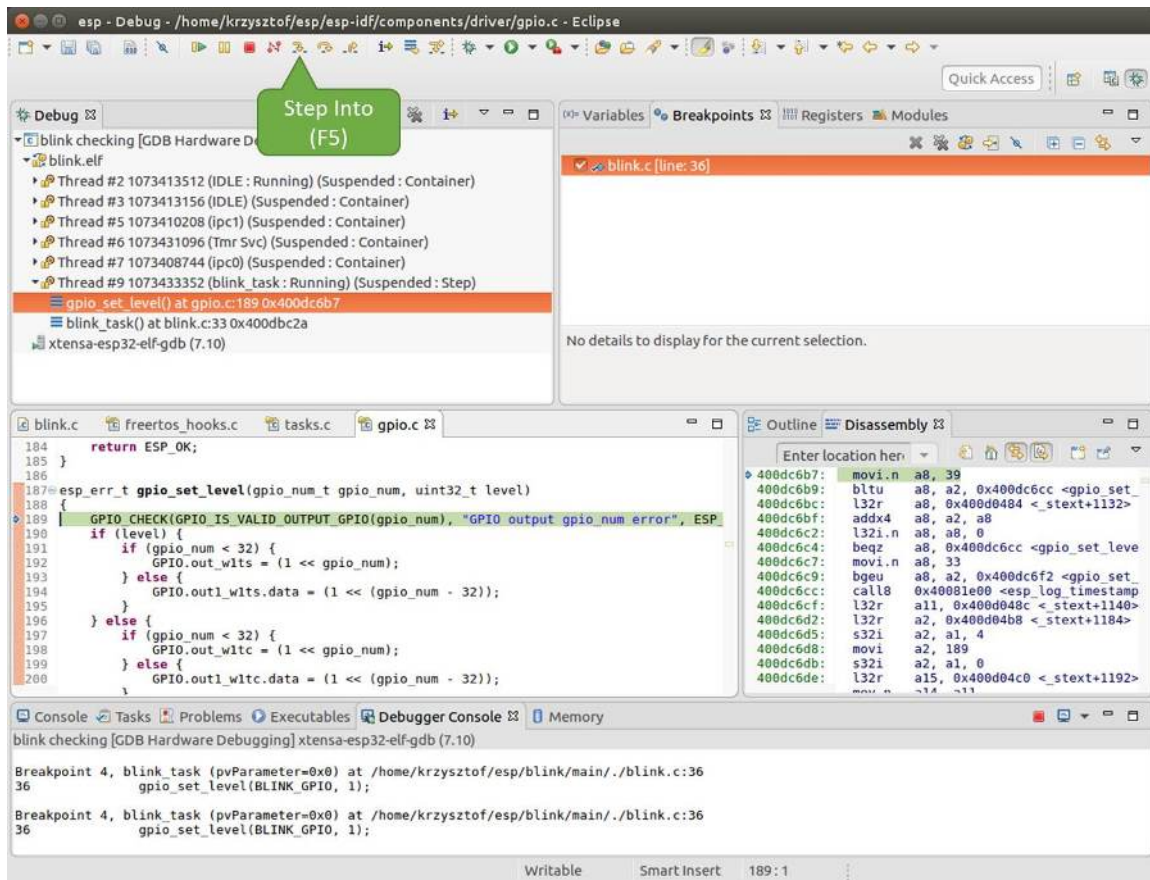 esp - Debug - /home/krzysztof/esp/esp-idf/components/driver/gpio.c - Eclipse
Quick Access
Step Into
(F5)
Debug
blink checking [GDB Hardware D
blink.elf
Thread #2 1073413512 (IDLE : Running) (Suspended : Container)
Thread #3 1073413156 (IDLE) (Suspended : Container)
Thread #5 1073410208 (ipc1) (Suspended : Container)
Thread #6 1073431096 (Tmr Svc) (Suspended : Container)
Thread #7 1073408744 (ipc0) (Suspended : Container)
Thread #9 1073433352 (blink_task : Running) (Suspended : Step)
gpio_set_level() at gpio.c:189 0x400dc6b7
blink_task() at blink.c:33 0x400dbc2a
xtensa-esp32-elf-gdb (7.10)
(x)= Variables Breakpoints Registers Modules
blink.c [line: 36]
No details to display for the current selection.
blink.c freertos_hooks.c tasks.c gpio.c
184 return ESP_OK;
185 }
186
187 esp_err_t gpio_set_level(gpio_num_t gpio_num, uint32_t level)
188 {
189 GPIO_CHECK(GPIO_IS_VALID_OUTPUT_GPIO(gpio_num), "GPIO output gpio_num error", ESP_
190 if (level) {
191 if (gpio_num < 32) {
192 GPIO.out_w1ts = (1 << gpio_num);
193 } else {
194 GPIO.out1_w1ts.data = (1 << (gpio_num - 32));
195 }
196 } else {
197 if (gpio_num < 32) {
198 GPIO.out_w1tc = (1 << gpio_num);
199 } else {
200 GPIO.out1_w1tc.data = (1 << (gpio_num - 32));
}
Outline Disassembly
Enter location her
400dc6b7: movi.n a8, 39
400dc6b9: bltu a8, a2, 0x400dc6cc <gpio_set_
400dc6bc: l32r a8, 0x400d0484 <_stext+1132>
400dc6bf: addx4 a8, a2, a8
400dc6c2: l32i.n a8, a8, 0
400dc6c4: beqz a8, 0x400dc6cc <gpio_set_leve
400dc6c7: movi.n a8, 33
400dc6c9: bgeu a8, a2, 0x400dc6f2 <gpio_set_
400dc6cc: call8 0x40081e00 <esp_log_timestamp
400dc6cf: l32r a11, 0x400d048c <_stext+1140>
400dc6d2: l32r a2, 0x400d04b8 <_stext+1184>
400dc6d5: s32i a2, a1, 4
400dc6d8: movi a2, 189
400dc6db: s32i a2, a1, 0
400dc6de: l32r a15, 0x400d04c0 <_stext+1192>
mov.n a14, a11
Console Tasks Problems Executables Debugger Console Memory
blink checking [GDB Hardware Debugging] xtensa-esp32-elf-gdb (7.10)
Breakpoint 4, blink_task (pvParameter=0x0) at /home/krzysztof/esp/blink/main/./blink.c:36
36 gpio_set_level(BLINK_GPIO, 1);
Breakpoint 4, blink_task (pvParameter=0x0) at /home/krzysztof/esp/blink/main/./blink.c:36
36 gpio_set_level(BLINK_GPIO, 1);
Writable Smart Insert 189 : 1